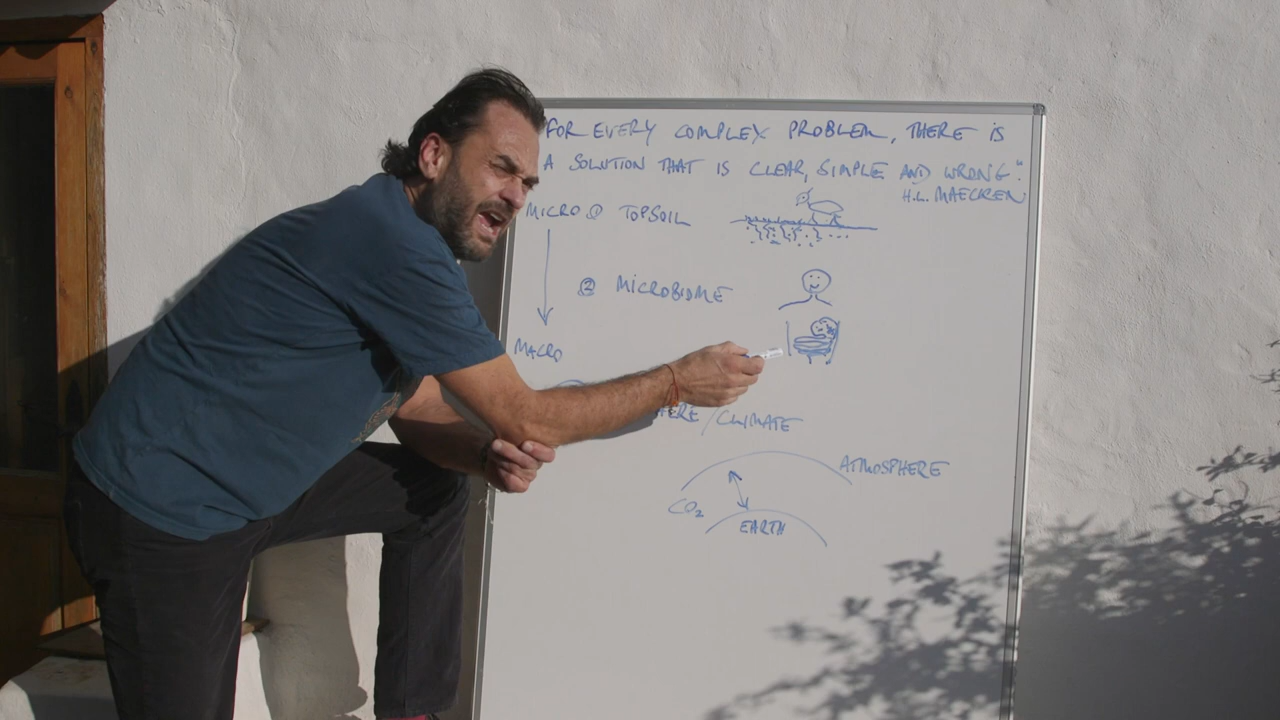 FOR EVERY COMPLEX PROBLEM, THERE IS
A SOLUTION THAT IS CLEAR, SIMPLE AND WRONG."
H.L. MAECKEN
MICRO ① TOPSOIL
② MICROBIOME
MACRO
HERE / CLIMATE
ATMOSPHERE
CO₂
EARTH